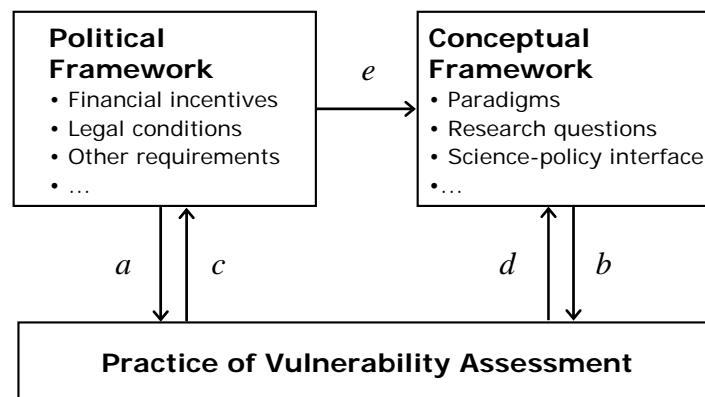 Political
Framework
• Financial incentives
• Legal conditions
• Other requirements
• ...
e
Conceptual
Framework
• Paradigms
• Research questions
• Science-policy interface
•...
a
c
d
b
Practice of Vulnerability Assessment